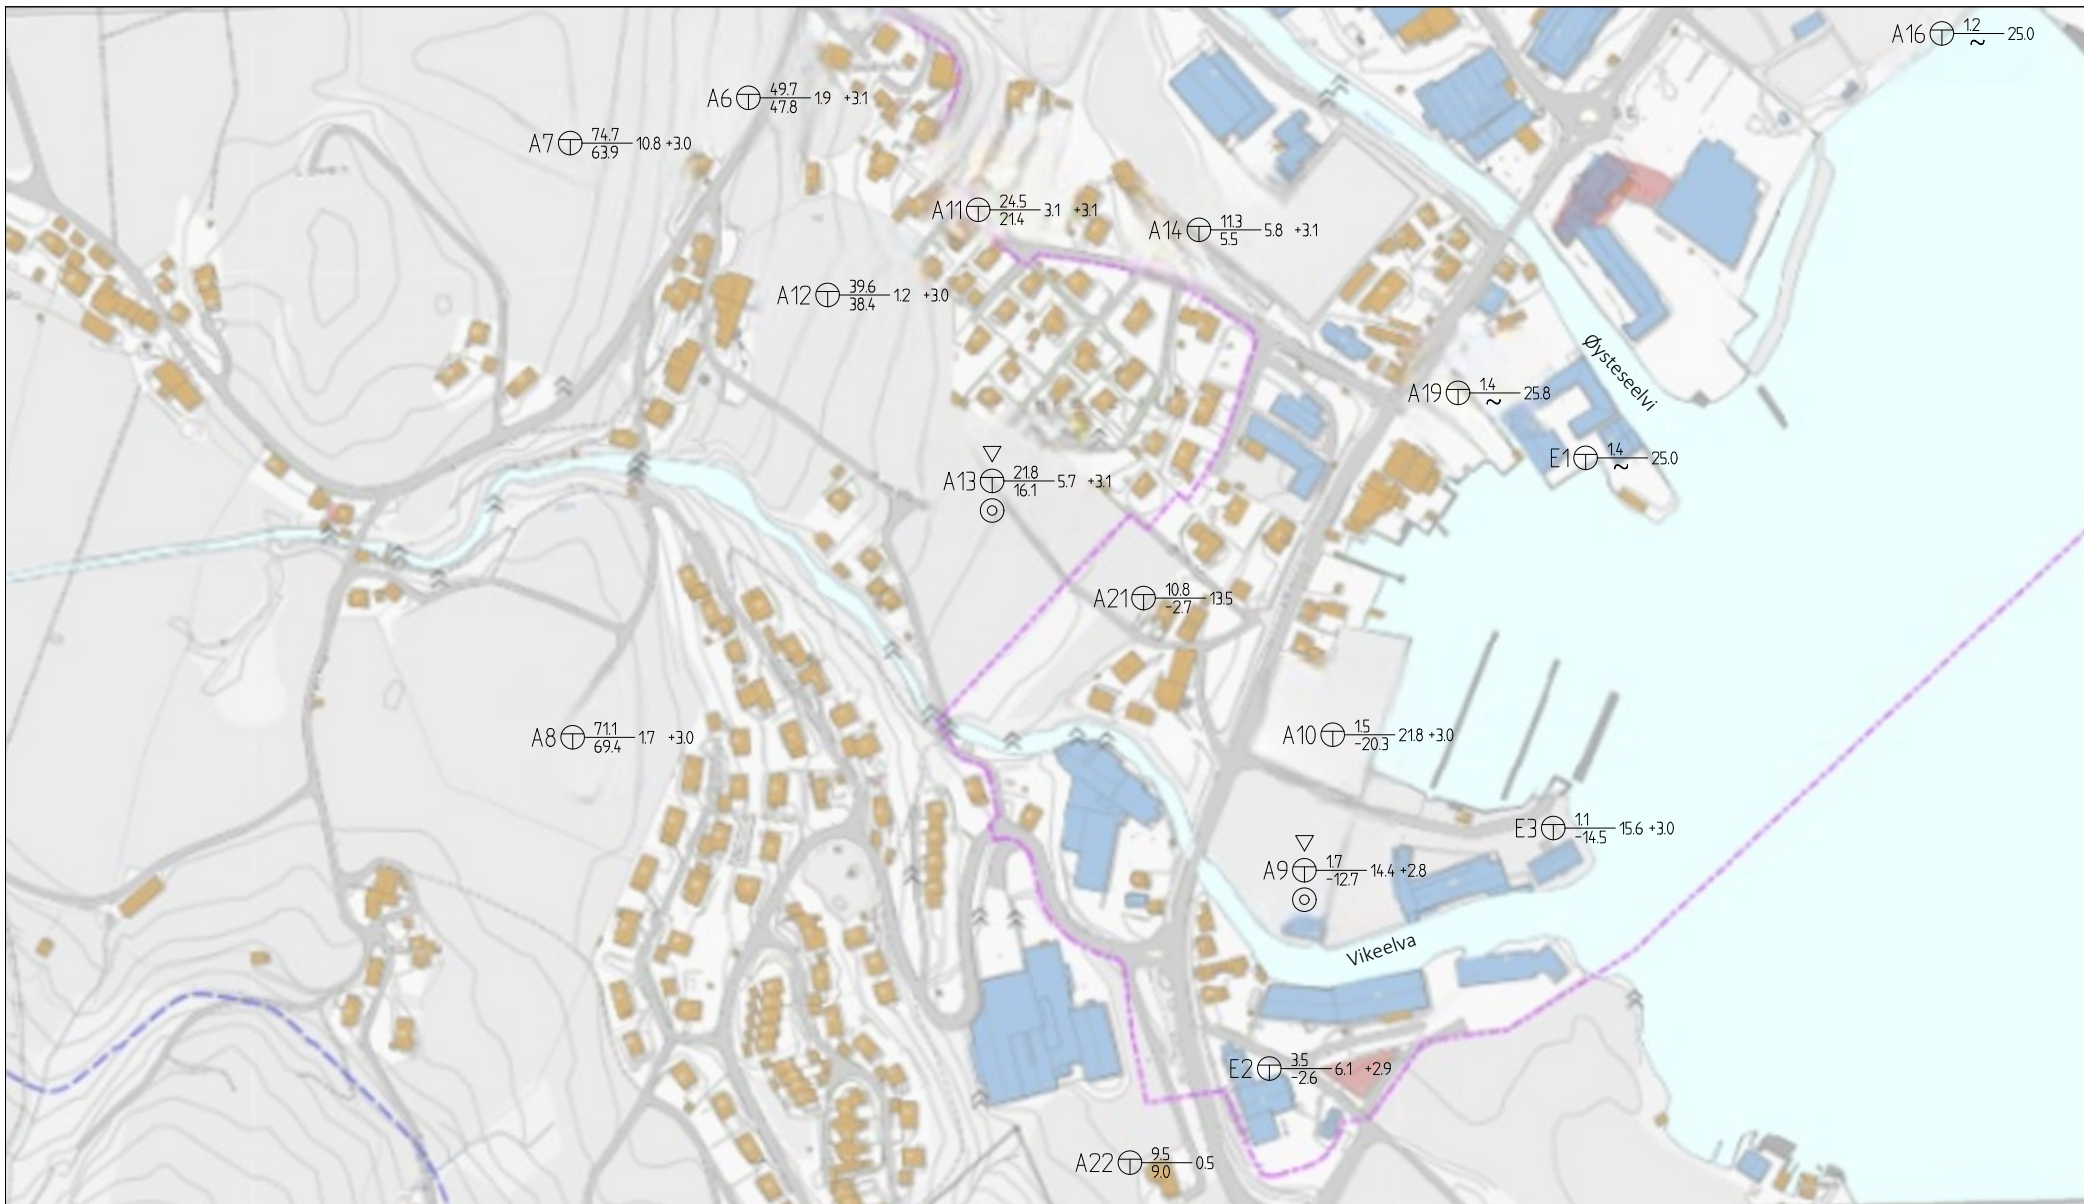 A16 1.2 ~ 25.0
A6 49.7 47.8 1.9 +3.1
A7 74.7 63.9 10.8 +3.0
A11 24.5 21.4 3.1 +3.1
A14 11.3 5.5 5.8 +3.1
A12 39.6 38.4 1.2 +3.0
Øysteseelvi
A19 1.4 ~ 25.8
E1 1.4 ~ 25.0
A13 21.8 16.1 5.7 +3.1
A21 10.8 -2.7 13.5
A8 71.1 69.4 1.7 +3.0
A10 1.5 -20.3 21.8 +3.0
E3 1.1 -14.5 15.6 +3.0
A9 1.7 -12.7 14.4 +2.8
Vikeelva
E2 3.5 -2.6 6.1 +2.9
A22 9.5 9.0 0.5